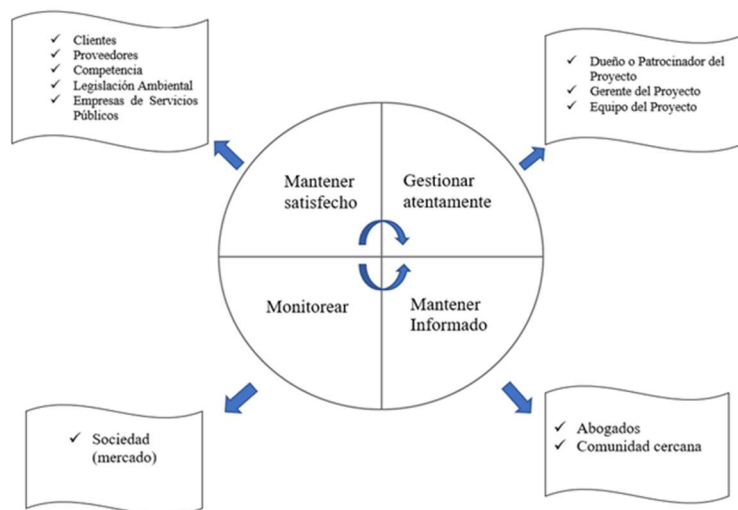 Clientes
Proveedores
Competencia
Legislación Ambiental
Empresas de Servicios
Públicos
Dueño o Patrocinador del
Proyecto
Gerente del Proyecto
Equipo del Proyecto
Mantener
satisfecho
Gestionar
atentamente
Monitorear
Mantener
Informado
Sociedad
(mercado)
Abogados
Comunidad cercana